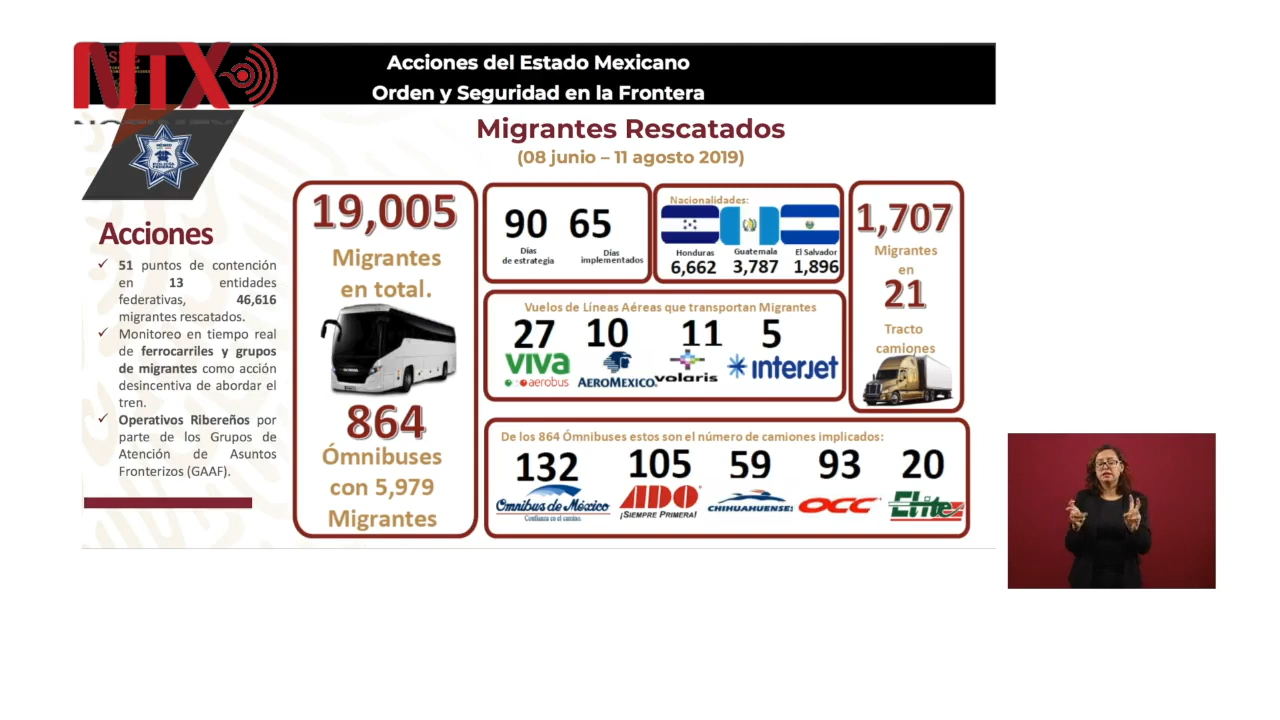 NTX
Acciones del Estado Mexicano
Orden y Seguridad en la Frontera
Migrantes Rescatados
(08 junio – 11 agosto 2019)
POLICÍA FEDERAL
Acciones
✓ 51 puntos de contención
en 13 entidades
federativas, 46,616
migrantes rescatados.
✓ Monitoreo en tiempo real
de ferrocarriles y grupos
de migrantes como acción
desincentiva de abordar el
tren.
✓ Operativos Ribereños por
parte de los Grupos de
Atención de Asuntos
Fronterizos (GAAF).
19,005
Migrantes
en total.
864
Ómnibuses
con 5,979
Migrantes
90 65
Días
de estrategia
Días
implementados
Nacionalidades:
Honduras Guatemala El Salvador
6,662 3,787 1,896
1,707
Migrantes
en
21
Tracto
camiones
Vuelos de Líneas Aéreas que transportan Migrantes
27 10 11 5
viva
aerobus
AEROMEXICO.
volaris
interjet
De los 864 Ómnibuses estos son el número de camiones implicados:
132 105 59 93 20
Omnibus de México
Confianza en el camino.
ADO
¡SIEMPRE PRIMERA!
CHIHUAHUENSE
OCC
Elite